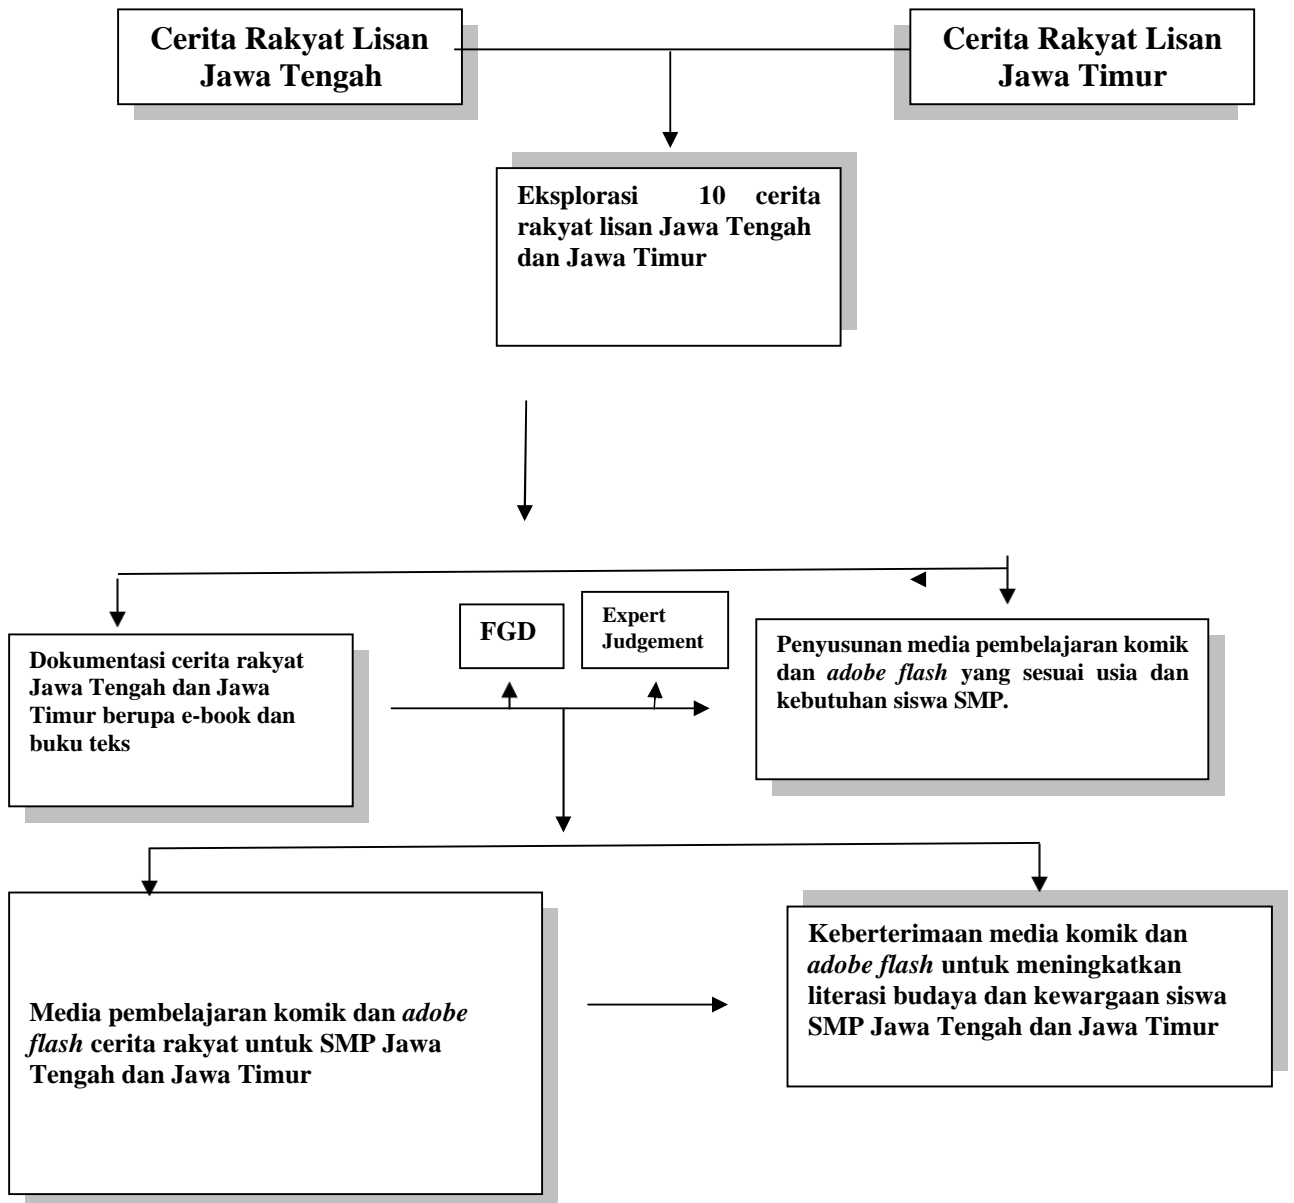 Cerita Rakyat Lisan
Jawa Tengah
Cerita Rakyat Lisan
Jawa Timur
Eksplorasi 10 cerita
rakyat lisan Jawa Tengah
dan Jawa Timur
Dokumentasi cerita rakyat
Jawa Tengah dan Jawa
Timur berupa e-book dan
buku teks
FGD
Expert
Judgement
Penyusunan media pembelajaran komik
dan adobe flash yang sesuai usia dan
kebutuhan siswa SMP.
Media pembelajaran komik dan adobe
flash cerita rakyat untuk SMP Jawa
Tengah dan Jawa Timur
Keberterimaan media komik dan
adobe flash untuk meningkatkan
literasi budaya dan kewargaan siswa
SMP Jawa Tengah dan Jawa Timur